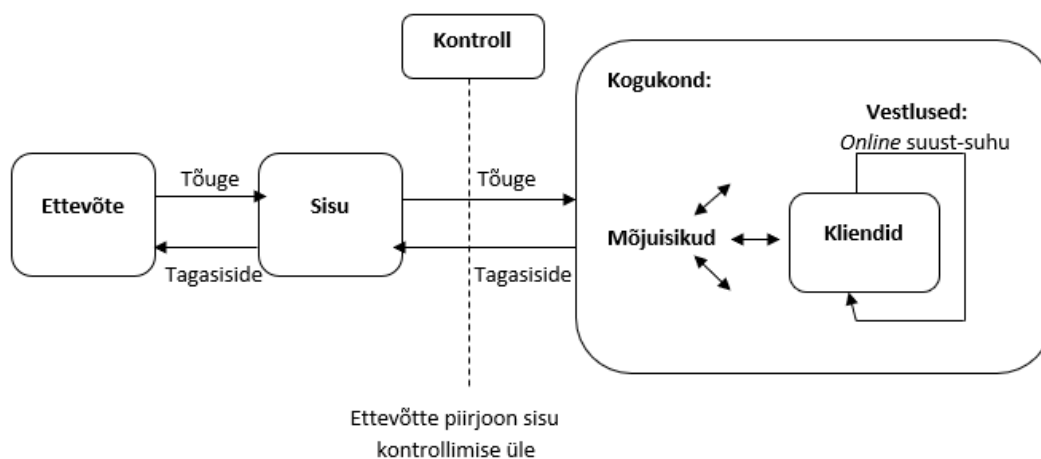 Kontroll
Kogukond:
Vestlused:
Online suust-suhu
Ettevõte
Tõuge
Sisu
Tõuge
Tagasiside
Tagasiside
Mõjuisikud
Kliendid
Ettevõtte piirjoon sisu
kontrollimise üle